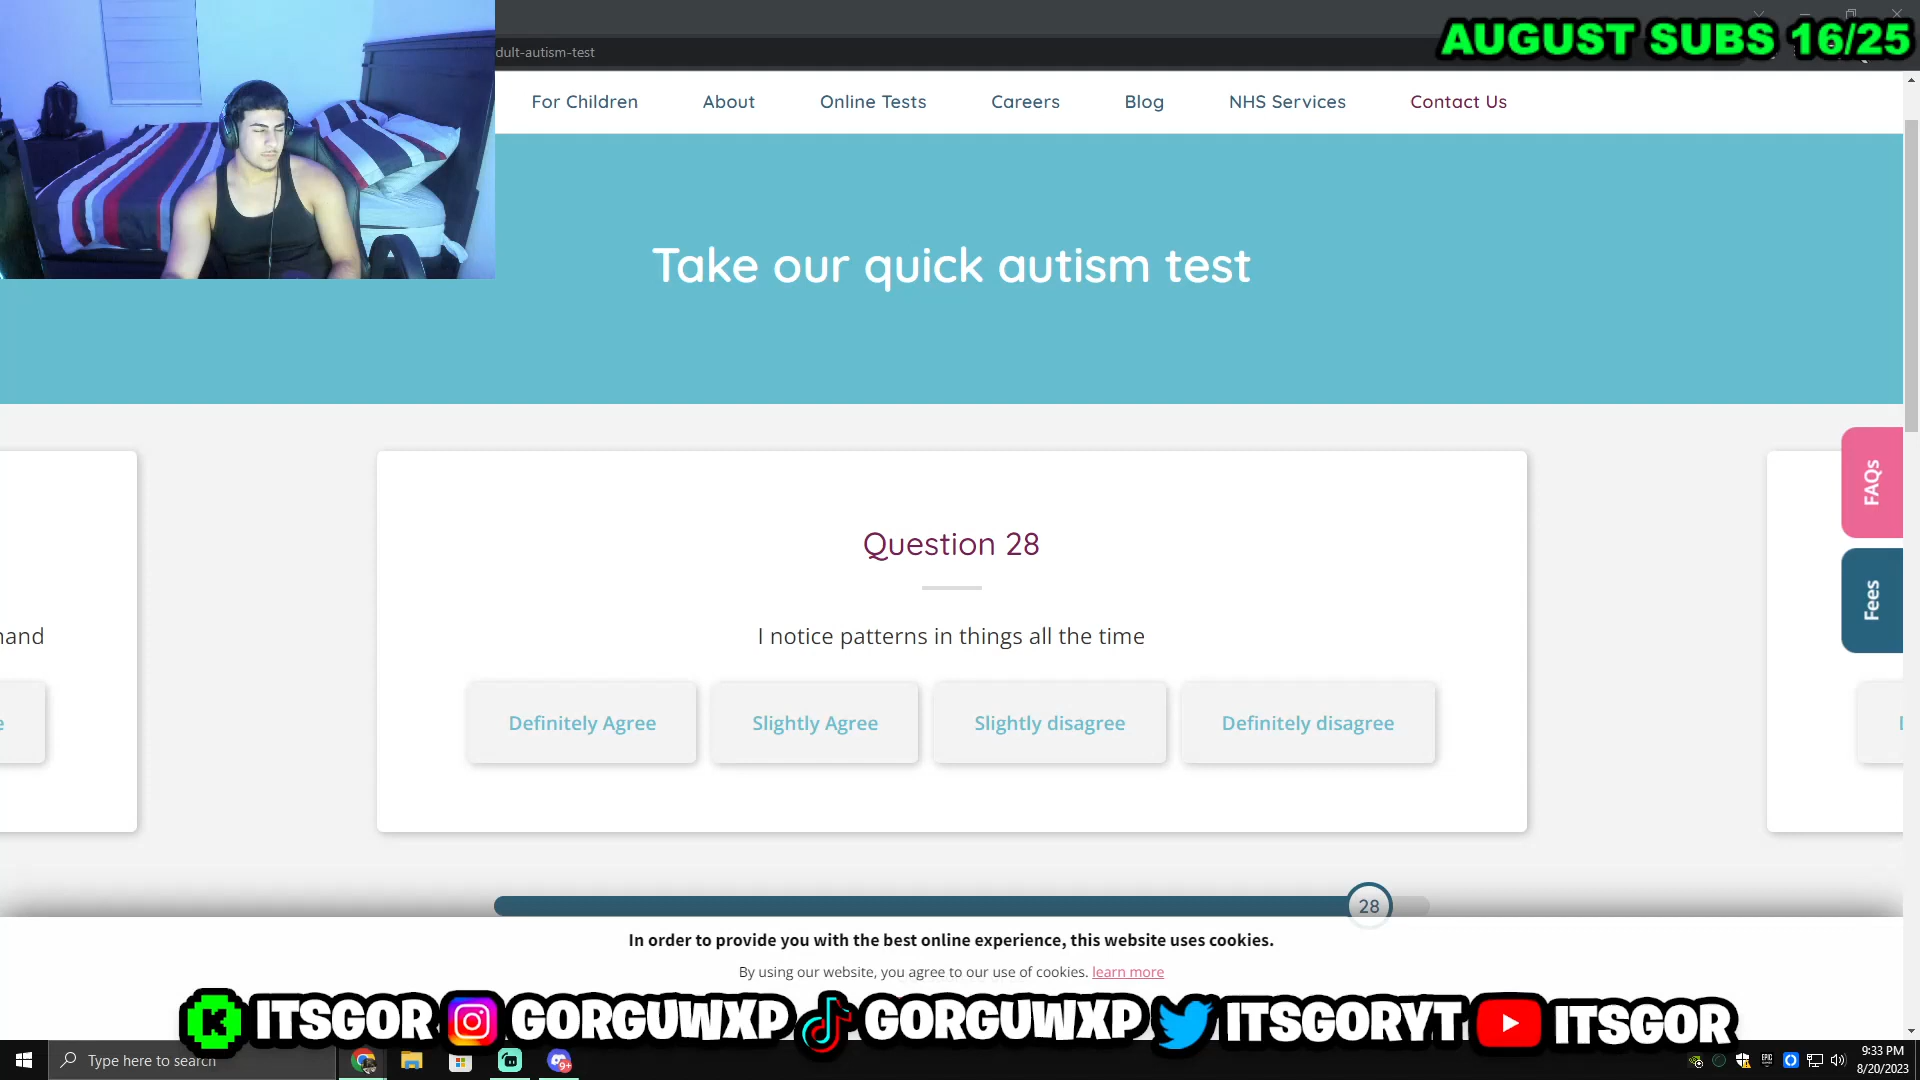 AUGUST SUBS 16/25
dult-autism-test
For Children
About
Online Tests
Careers
Blog
NHS Services
Contact Us
Take our quick autism test
FAQs
Fees
Question 28
I notice patterns in things all the time
Definitely Agree
Slightly Agree
Slightly disagree
Definitely disagree
28
In order to provide you with the best online experience, this website uses cookies.
By using our website, you agree to our use of cookies. learn more
ITSGOR
GORGUWXP
GORGUWXP
ITSGORYT
ITSGOR
Type here to search
9+
9:33 PM
8/20/2023